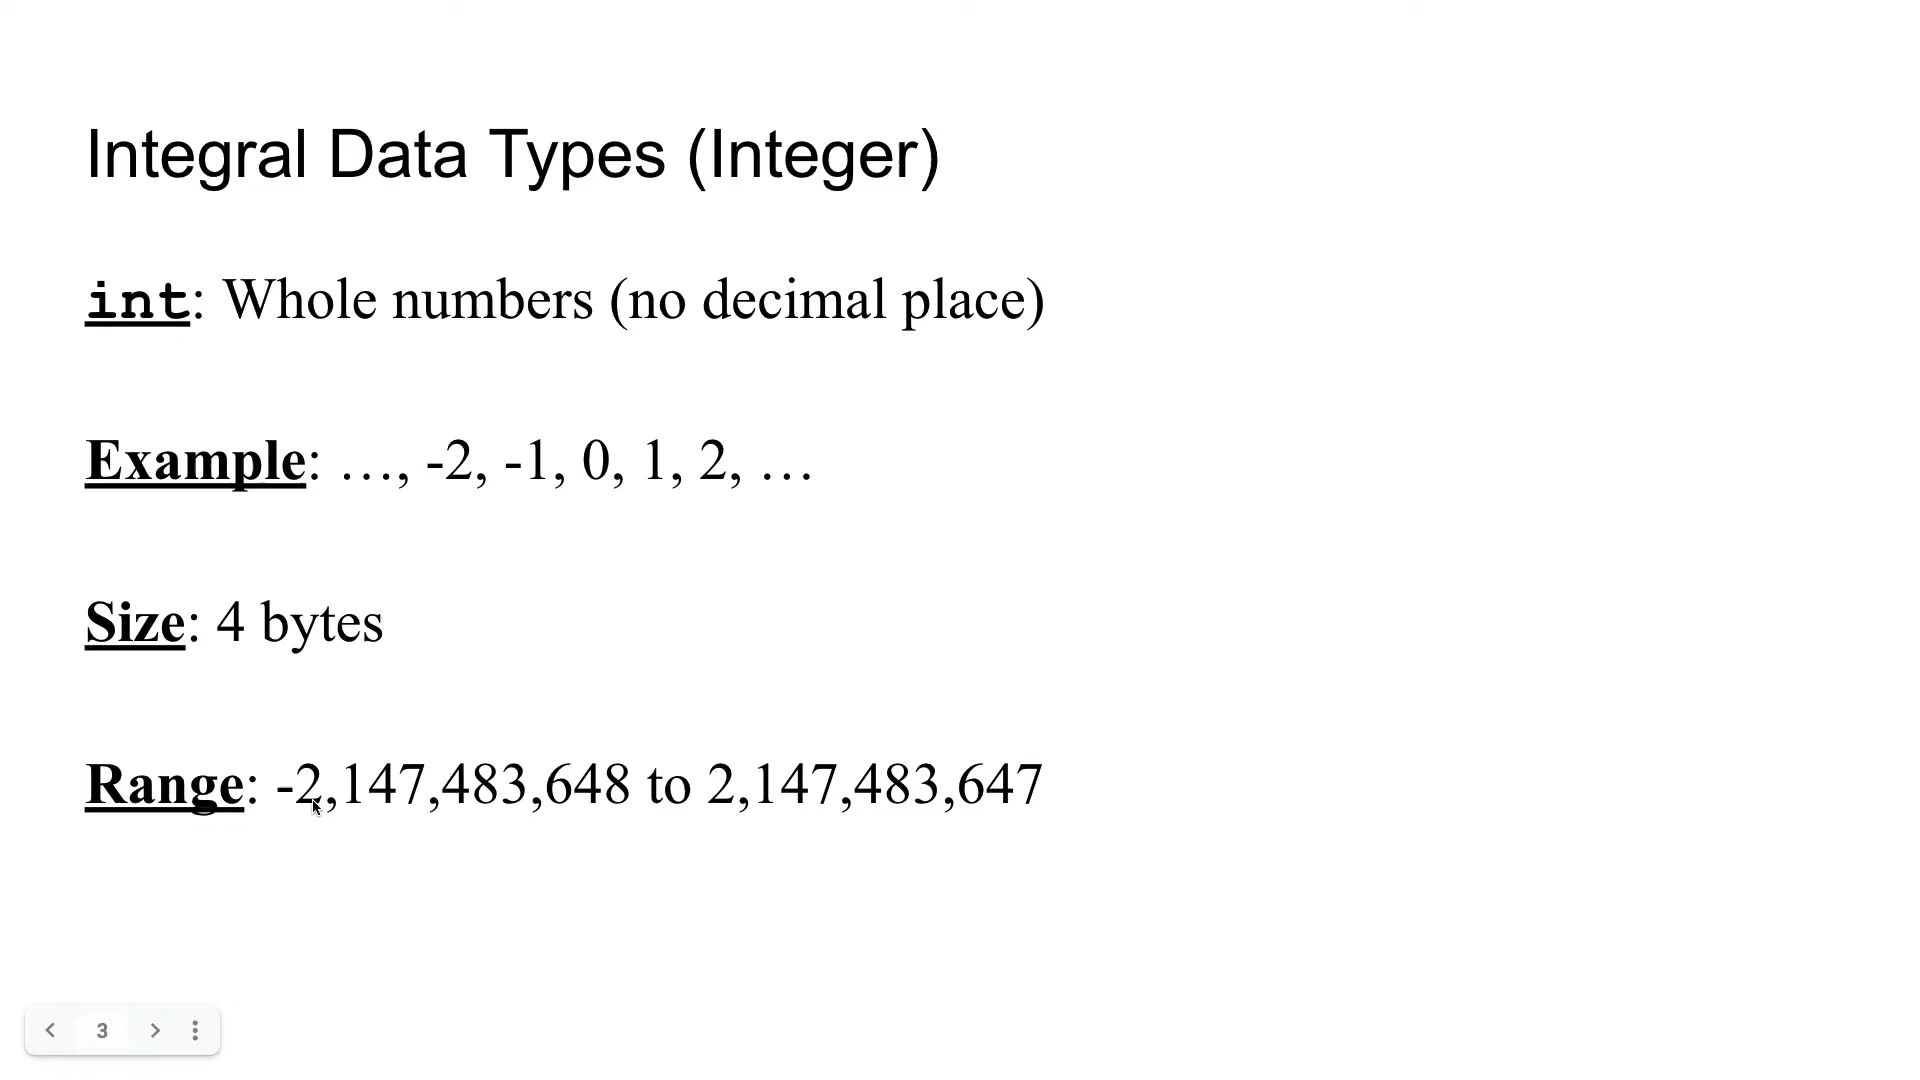 Integral Data Types (Integer)
int: Whole numbers (no decimal place)
Example: …, -2, -1, 0, 1, 2, …
Size: 4 bytes
Range: -2,147,483,648 to 2,147,483,647
3